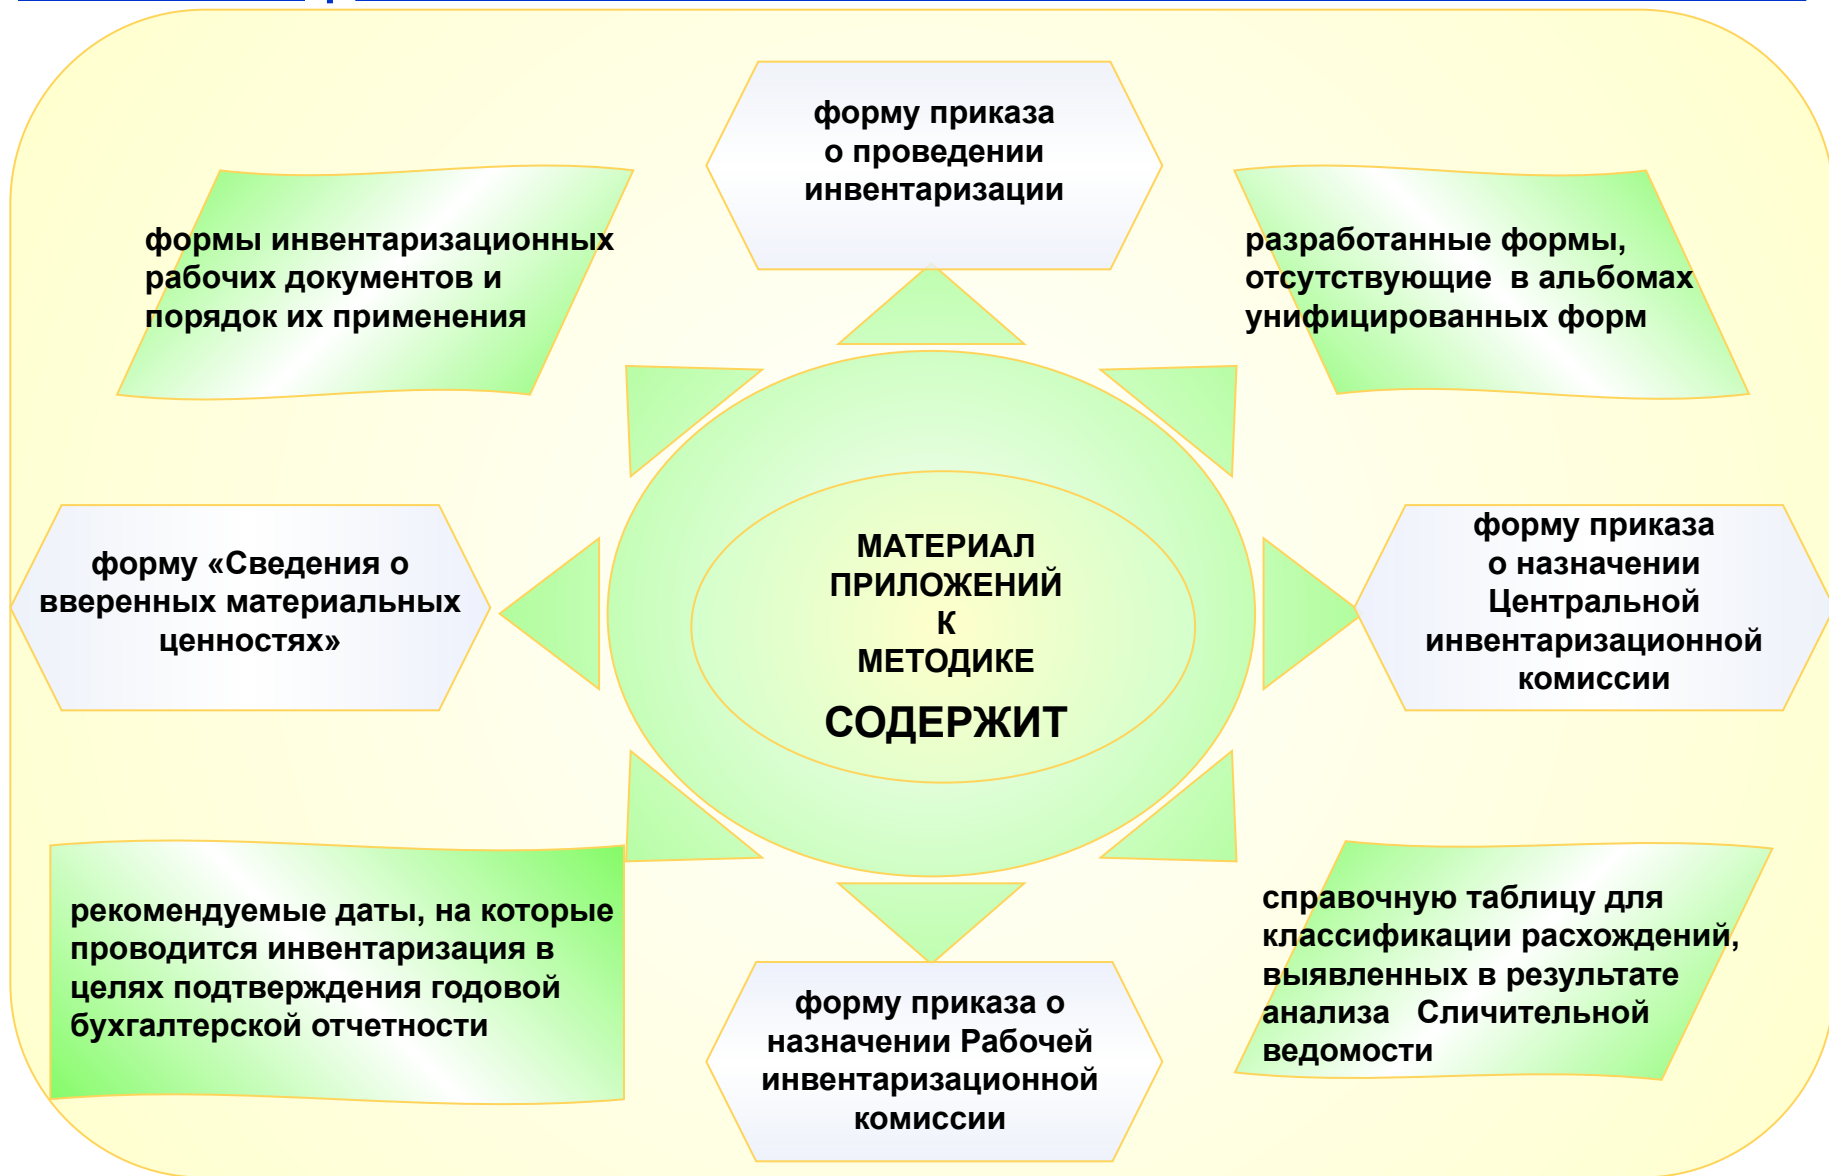 форму приказа
о проведении
инвентаризации
формы инвентаризационных
рабочих документов и
порядок их применения
разработанные формы,
отсутствующие в альбомах
унифицированных форм
форму «Сведения о
вверенных материальных
ценностях»
МАТЕРИАЛ
ПРИЛОЖЕНИЙ
К
МЕТОДИКЕ
СОДЕРЖИТ
форму приказа
о назначении
Центральной
инвентаризационной
комиссии
рекомендуемые даты, на которые
проводится инвентаризация в
целях подтверждения годовой
бухгалтерской отчетности
форму приказа о
назначении Рабочей
инвентаризационной
комиссии
справочную таблицу для
классификации расхождений,
выявленных в результате
анализа Сличительной
ведомости